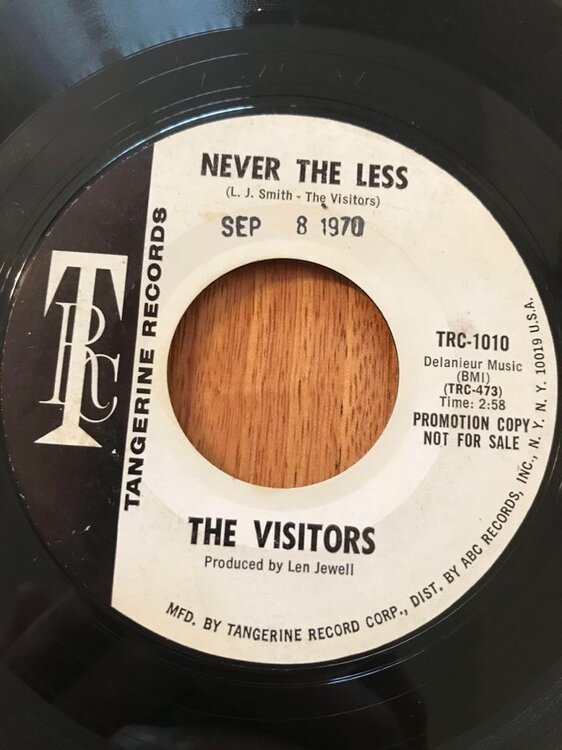 NEVER THE LESS
(L. J. Smith - The Visitors)
SEP 8 1970
TRC
TANGERINE RECORDS
TRC-1010
Delanieur Music
(BMI)
(TRC-473)
Time: 2:58
PROMOTION COPY
NOT FOR SALE
THE VISITORS
Produced by Len Jewell
MFD. BY TANGERINE RECORD CORP., DIST. BY ABC RECORDS, INC., N. Y., N. Y. 10019 U.S.A.